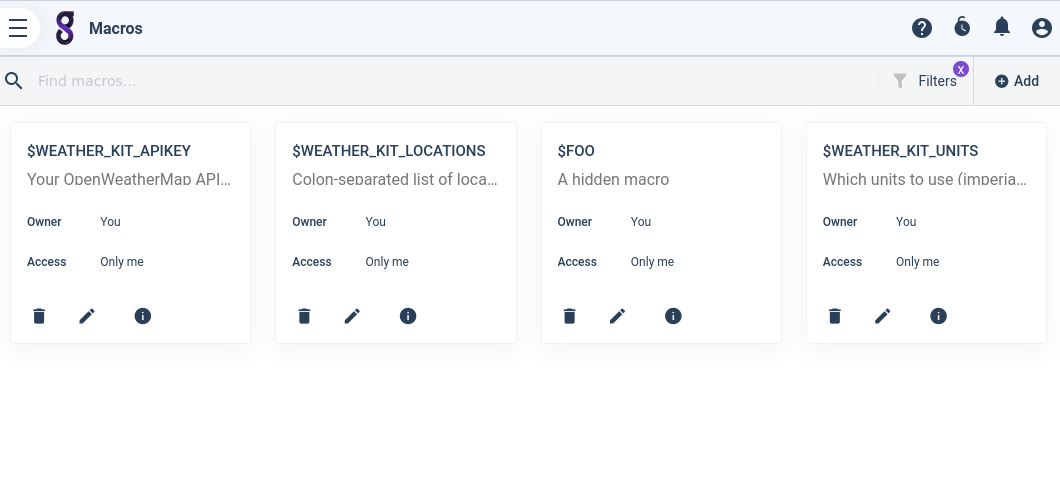 Macros
Find macros...
Filters
X
Add
$WEATHER_KIT_APIKEY
Your OpenWeatherMap API...
Owner You
Access Only me
$WEATHER_KIT_LOCATIONS
Colon-separated list of loca...
Owner You
Access Only me
$FOO
A hidden macro
Owner You
Access Only me
$WEATHER_KIT_UNITS
Which units to use (imperia...
Owner You
Access Only me